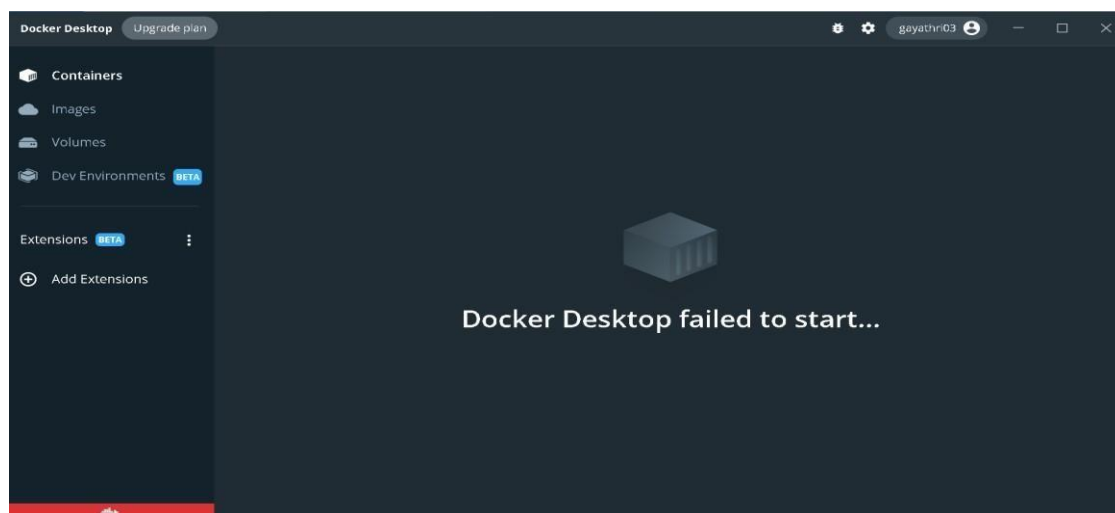 Docker Desktop Upgrade plan gayathri03
Containers
Images
Volumes
Dev Environments BETA
Extensions BETA
Add Extensions
Docker Desktop failed to start...